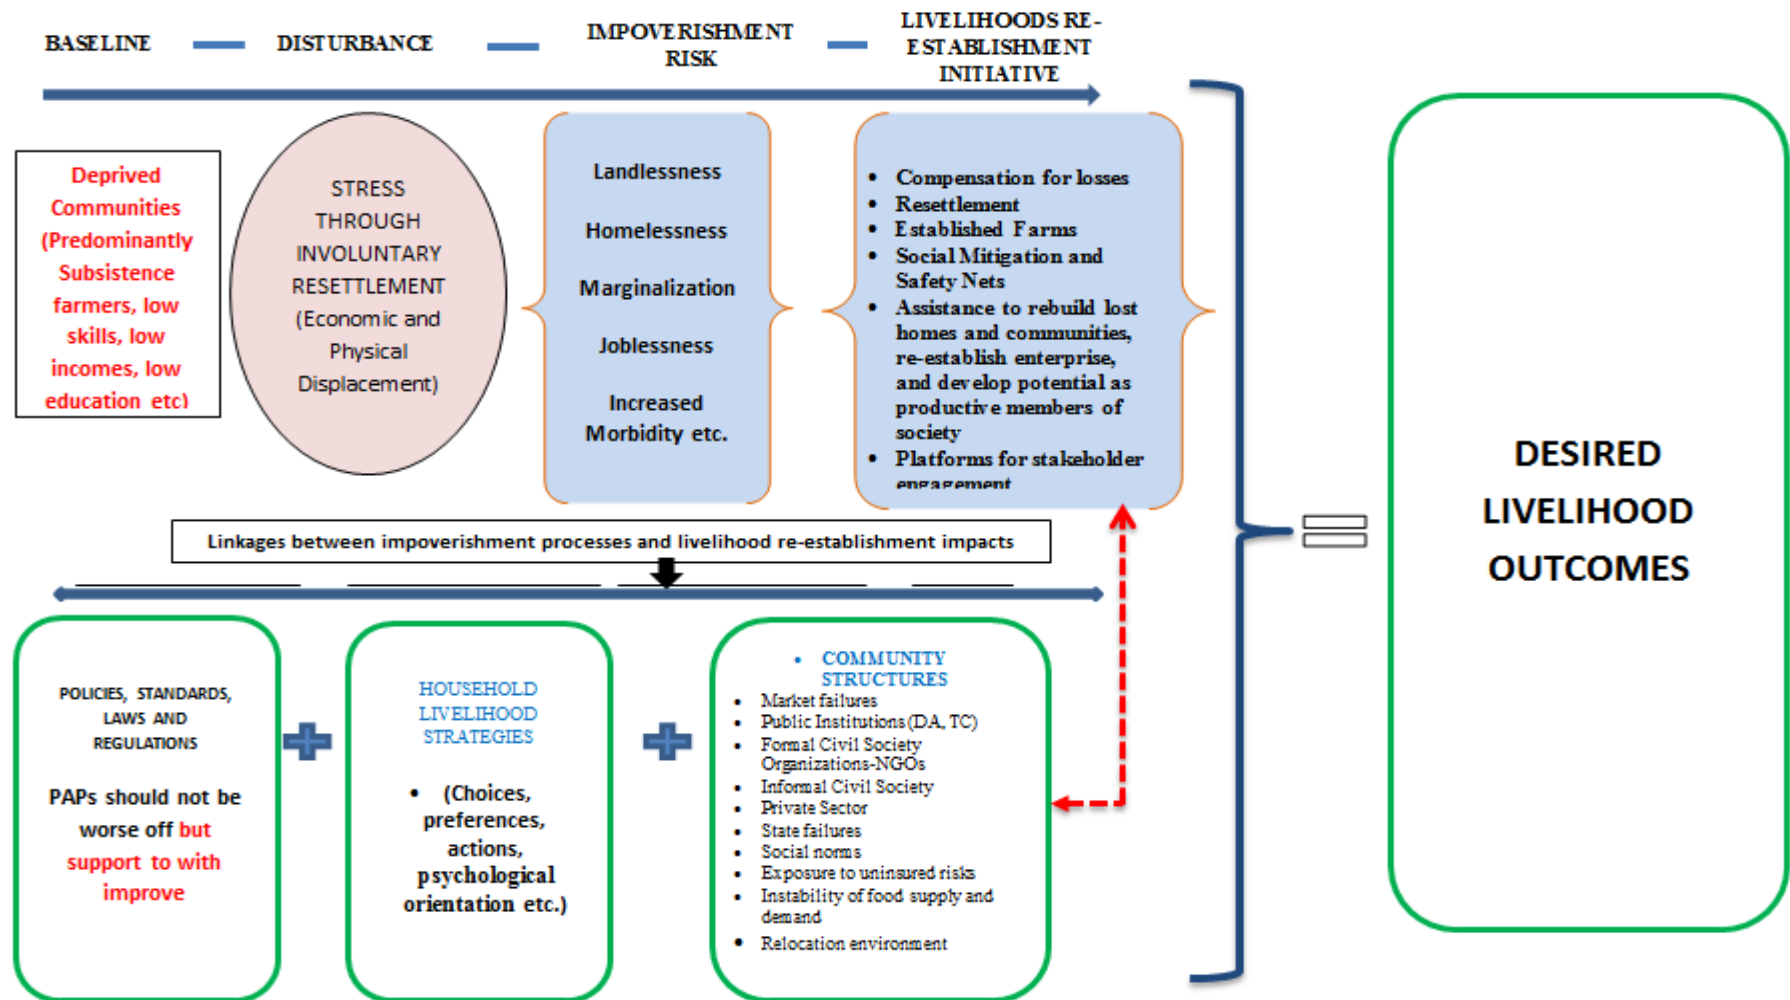 BASELINE
DISTURBANCE
IMPOVERISHMENT
RISK
LIVELIHOODS RE-
ESTABLISHMENT
INITIATIVE
Deprived
Communities
(Predominantly
Subsistence
farmers, low
skills, low
incomes, low
education etc)
STRESS
THROUGH
INVOLUNTARY
RESETTLEMENT
(Economic and
Physical
Displacement)
Landlessness
Homelessness
Marginalization
Joblessness
Increased
Morbidity etc.
• Compensation for losses
• Resettlement
• Established Farms
• Social Mitigation and
Safety Nets
• Assistance to rebuild lost
homes and communities,
re-establish enterprise,
and develop potential as
productive members of
society
• Platforms for stakeholder
engagement
Linkages between impoverishment processes and livelihood re-establishment impacts
POLICIES, STANDARDS,
LAWS AND
REGULATIONS
PAPs should not be
worse off but
support to with
improve
HOUSEHOLD
LIVELIHOOD
STRATEGIES
• (Choices,
preferences,
actions,
psychological
orientation etc.)
• COMMUNITY
STRUCTURES
• Market failures
• Public Institutions (DA, TC)
• Formal Civil Society
Organizations-NGOs
• Informal Civil Society
• Private Sector
• State failures
• Social norms
• Exposure to uninsured risks
• Instability of food supply and
demand
• Relocation environment
DESIRED
LIVELIHOOD
OUTCOMES